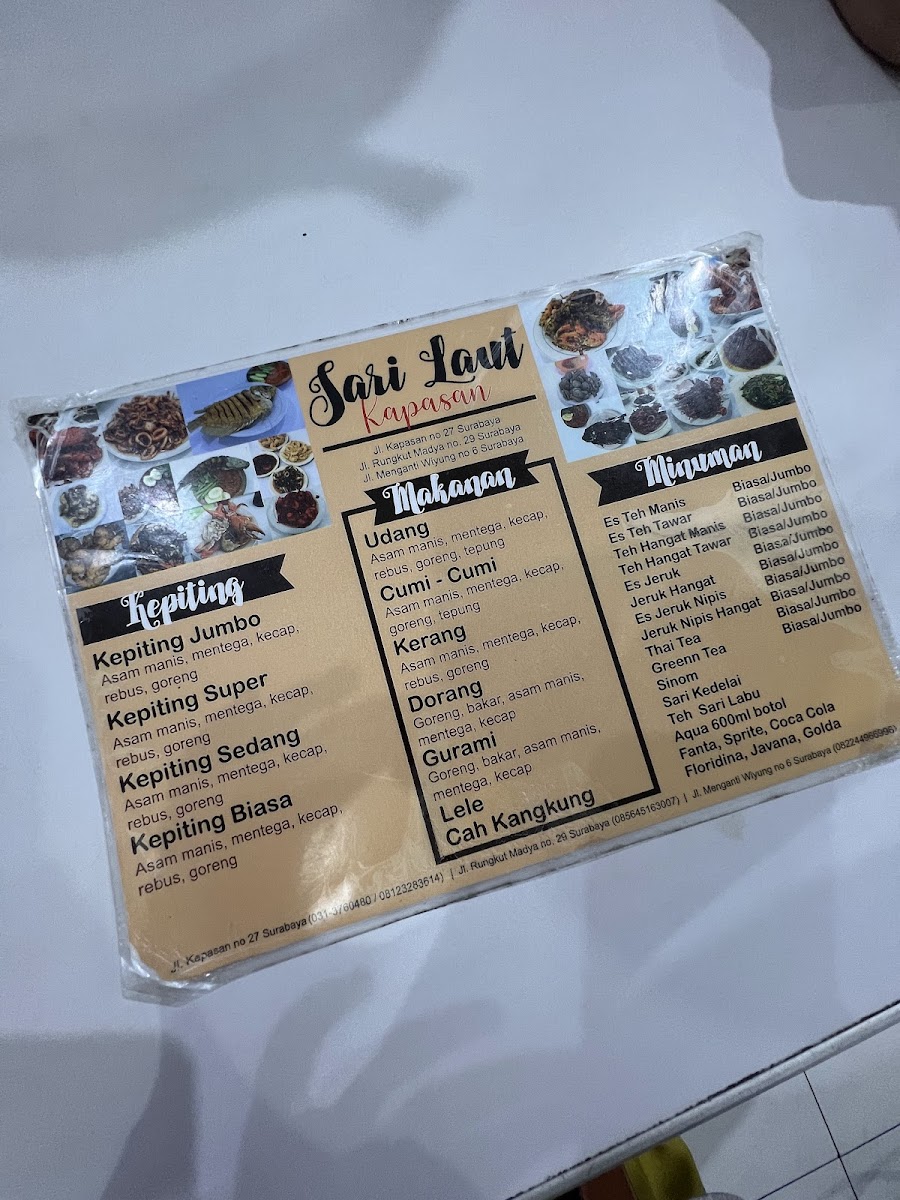 Sari Laut
Kapasan
Jl. Kapasan no 27 Surabaya
Jl. Rungkut Madya no. 29 Surabaya
Jl. Menganti Wiyung no 6 Surabaya
Kepiting
Kepiting Jumbo
Asam manis, mentega, kecap,
rebus, goreng
Kepiting Super
Asam manis, mentega, kecap,
rebus, goreng
Kepiting Sedang
Asam manis, mentega, kecap,
rebus, goreng
Kepiting Biasa
Asam manis, mentega, kecap,
rebus, goreng
Makanan
Udang
Asam manis, mentega, kecap,
rebus, goreng, tepung
Cumi - Cumi
Asam manis, mentega, kecap,
goreng, tepung
Kerang
Asam manis, mentega, kecap,
rebus, goreng
Dorang
Goreng, bakar, asam manis,
mentega, kecap
Gurami
Goreng, bakar, asam manis,
mentega, kecap
Lele
Cah Kangkung
Minuman
Es Teh Manis Biasa/Jumbo
Es Teh Tawar Biasa/Jumbo
Teh Hangat Manis Biasa/Jumbo
Teh Hangat Tawar Biasa/Jumbo
Es Jeruk Biasa/Jumbo
Jeruk Hangat Biasa/Jumbo
Es Jeruk Nipis Biasa/Jumbo
Jeruk Nipis Hangat Biasa/Jumbo
Thai Tea Biasa/Jumbo
Greenn Tea Biasa/Jumbo
Sinom
Sari Kedelai
Teh Sari Labu
Aqua 600ml botol
Fanta, Sprite, Coca Cola
Floridina, Javana, Golda
Jl. Kapasan no 27 Surabaya (031-3760480 / 08123283614) | Jl. Rungkut Madya no. 29 Surabaya (085645163007) | Jl. Menganti Wiyung no 6 Surabaya (082244966996)